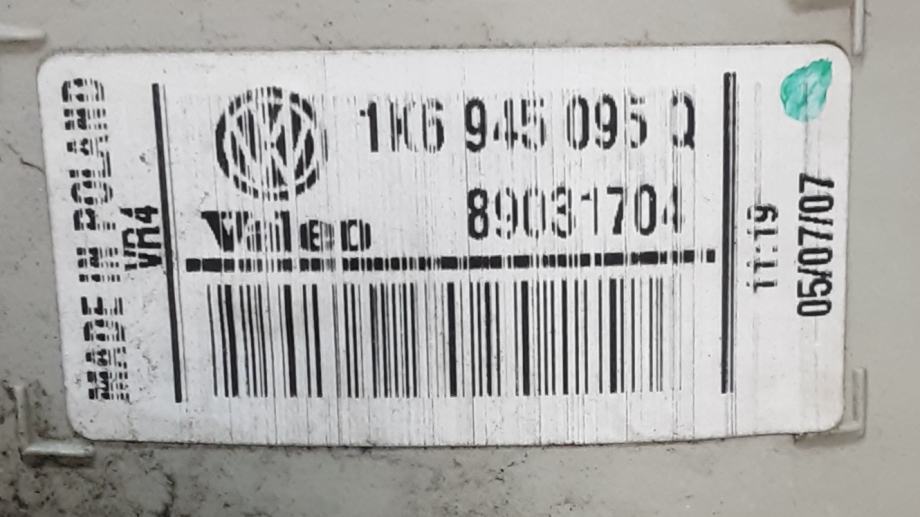 MADE IN POLAND
VR4
1K6 945 095 Q
Valeo
89031704
11:19
05/07/07